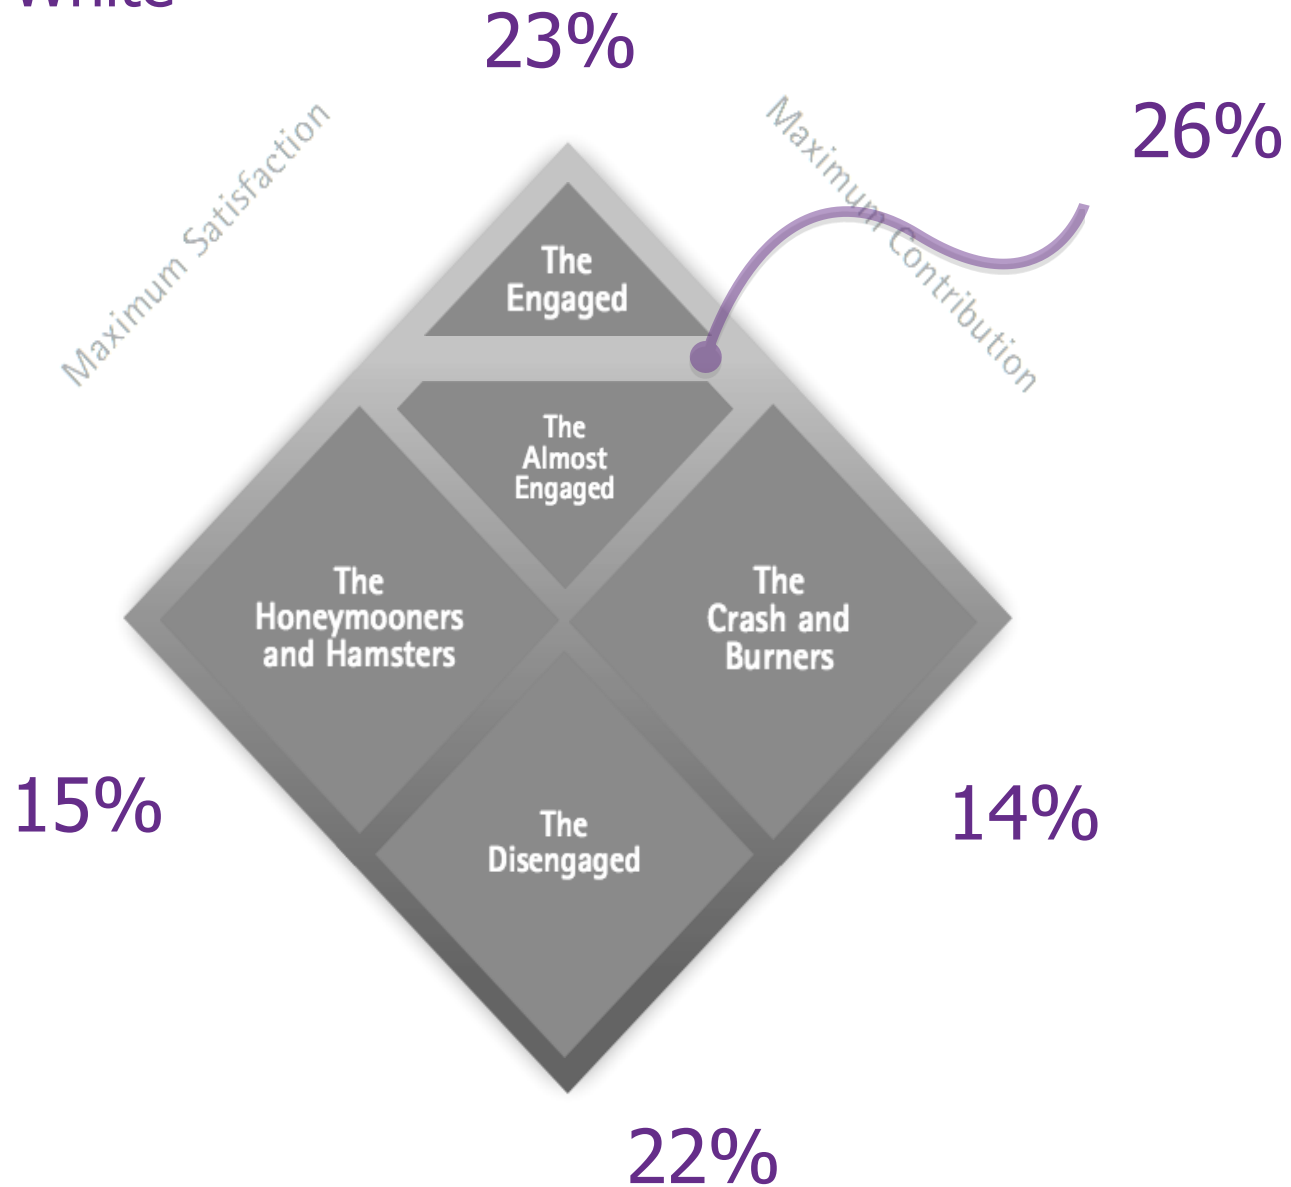 White
23%
26%
Maximum Satisfaction
Maximum Contribution
The
Engaged
The
Almost
Engaged
The
Honeymooners
and Hamsters
The
Crash and
Burners
15%
14%
The
Disengaged
22%